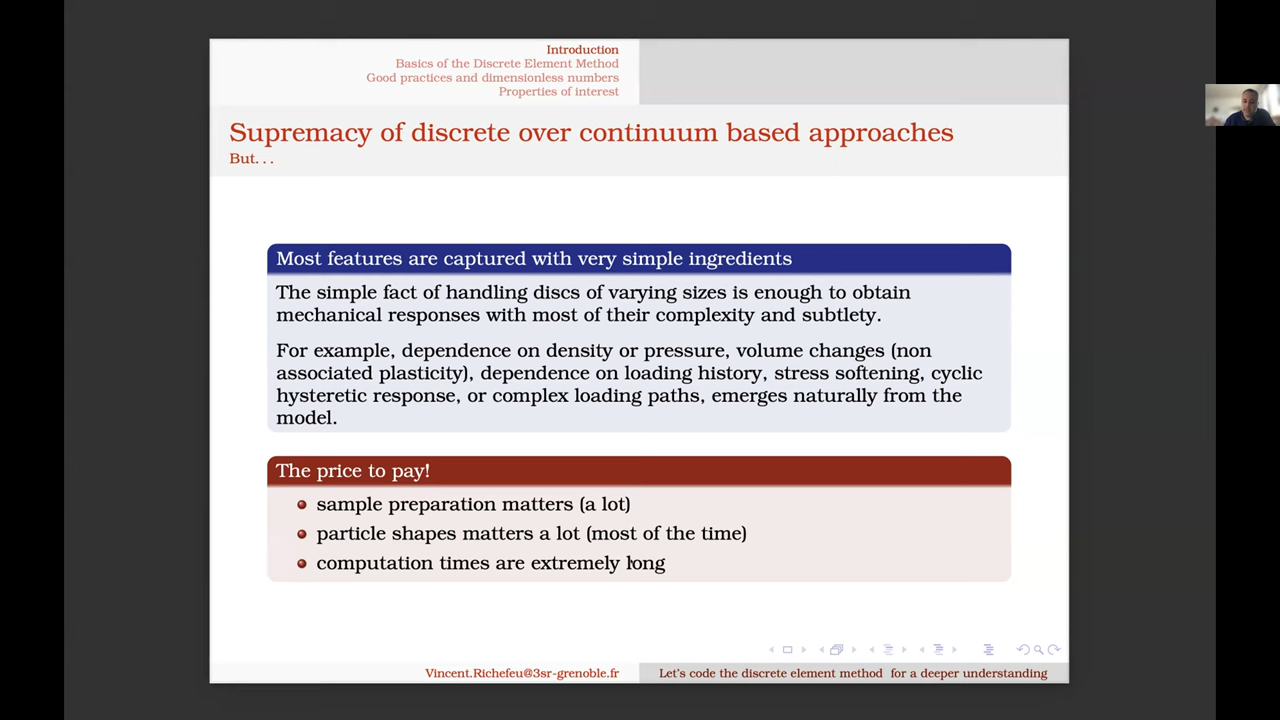 Introduction
Basics of the Discrete Element Method
Good practices and dimensionless numbers
Properties of interest
Supremacy of discrete over continuum based approaches
But...
Most features are captured with very simple ingredients
The simple fact of handling discs of varying sizes is enough to obtain
mechanical responses with most of their complexity and subtlety.
For example, dependence on density or pressure, volume changes (non
associated plasticity), dependence on loading history, stress softening, cyclic
hysteretic response, or complex loading paths, emerges naturally from the
model.
The price to pay!
sample preparation matters (a lot)
particle shapes matters a lot (most of the time)
computation times are extremely long
Vincent.Richefeu@3sr-grenoble.fr
Let's code the discrete element method for a deeper understanding